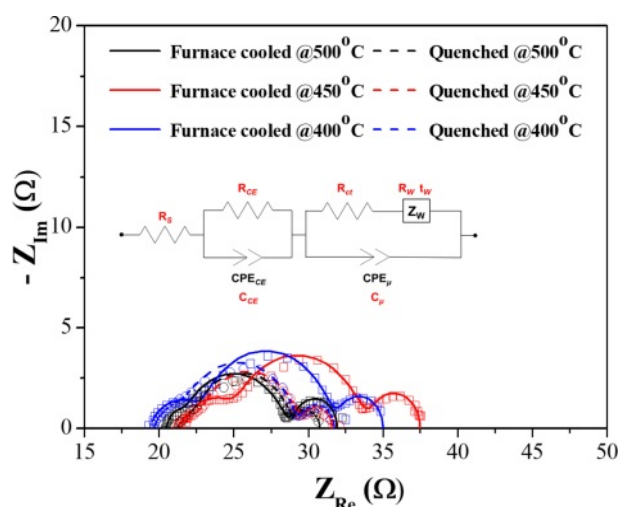 20
Furnace cooled @500°C Quenched @500°C
Furnace cooled @450°C Quenched @450°C
Furnace cooled @400°C Quenched @400°C
15
R_CE R_ct R_W t_W
R_S Z_W
10
CPE_CE CPE_μ
C_CE C_μ
- Z_Im (Ω)
5
0
15 20 25 30 35 40 45 50
Z_Re (Ω)